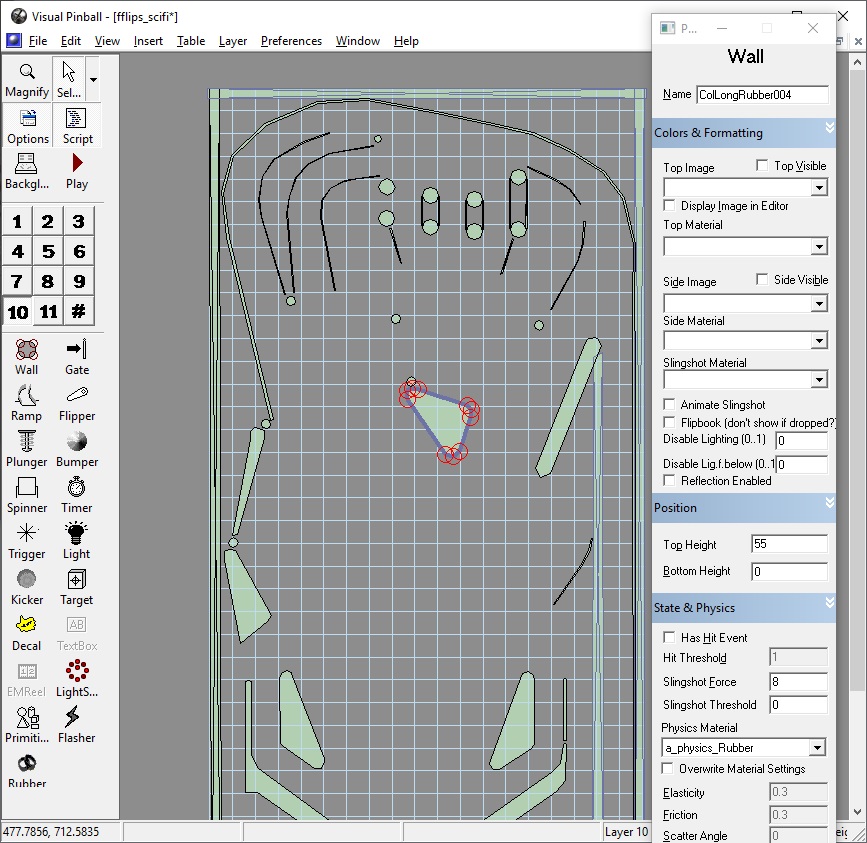 Visual Pinball - [fflips_scifi*]
P...
File Edit View Insert Table Layer Preferences Window Help
Magnify Sel...
Options Script
Backgl... Play
1 2 3
4 5 6
7 8 9
10 11 #
Wall Gate
Ramp Flipper
Plunger Bumper
Spinner Timer
Trigger Light
Kicker Target
Decal TextBox
EMReel LightS...
Primiti... Flasher
Rubber
AB
12
Wall
Name ColLongRubber004
Colors & Formatting
Top Image Top Visible
Display Image in Editor
Top Material
Side Image Side Visible
Side Material
Slingshot Material
Animate Slingshot
Flipbook (don't show if dropped?)
Disable Lighting (0..1) 0
Disable Lig.f.below (0..1 0
Reflection Enabled
Position
Top Height 55
Bottom Height 0
State & Physics
Has Hit Event
Hit Threshold 1
Slingshot Force 8
Slingshot Threshold 0
Physics Material
a_physics_Rubber
Overwrite Material Settings
Elasticity 0.3
Friction 0.3
Scatter Angle 0
477.7856, 712.5835
Layer 10